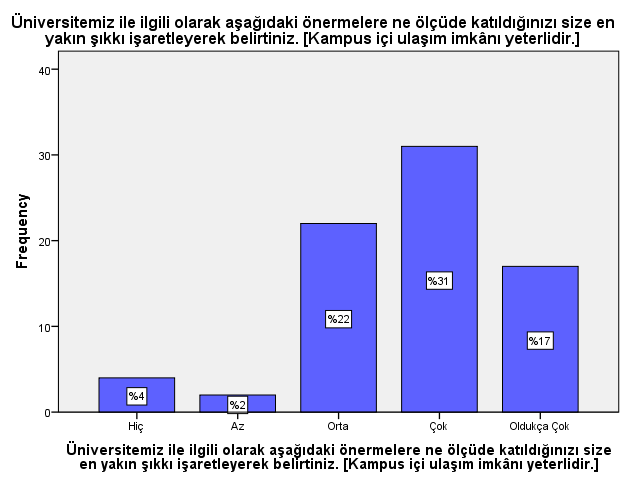 Üniversitemiz ile ilgili olarak aşağıdaki önermelere ne ölçüde katıldığınızı size en
yakın şıkkı işaretleyerek belirtiniz. [Kampus içi ulaşım imkânı yeterlidir.]
Frequency
40
30
20
10
0
%4
%2
%22
%31
%17
Hiç
Az
Orta
Çok
Oldukça Çok
Üniversitemiz ile ilgili olarak aşağıdaki önermelere ne ölçüde katıldığınızı size
en yakın şıkkı işaretleyerek belirtiniz. [Kampus içi ulaşım imkânı yeterlidir.]